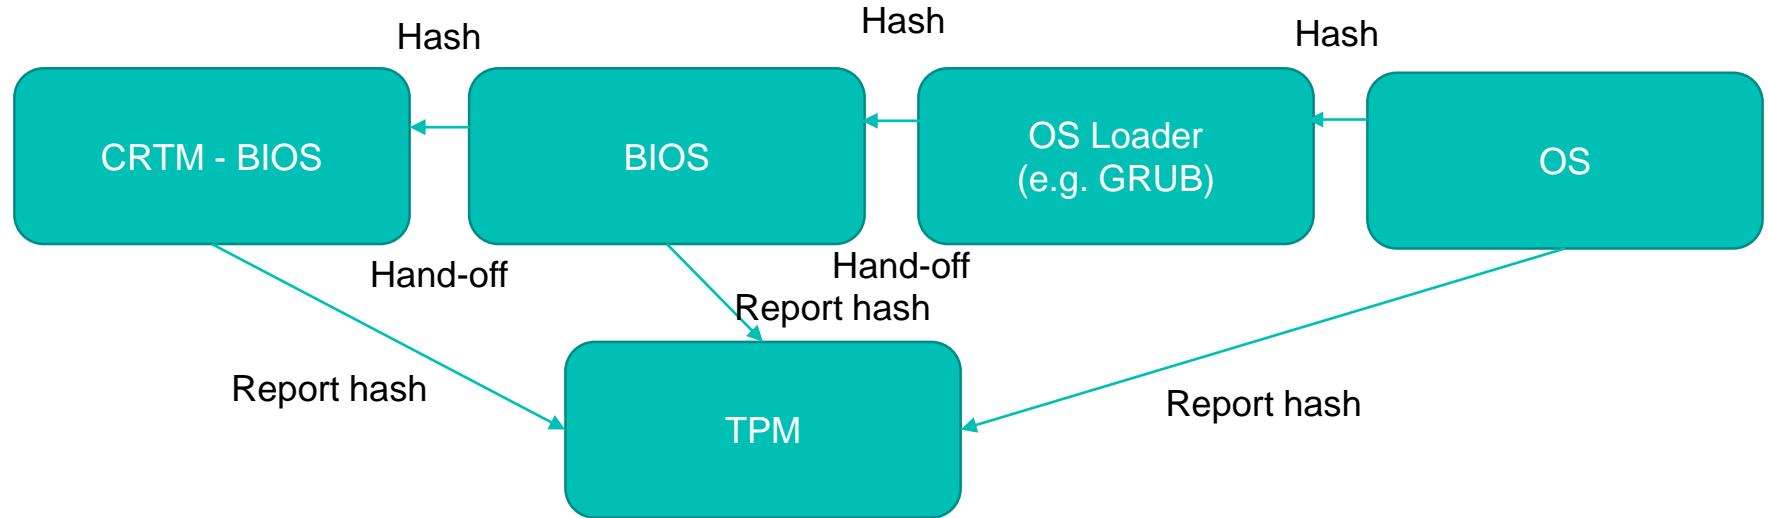 Hash
Hash
Hash
CRTM - BIOS
BIOS
OS Loader
(e.g. GRUB)
OS
Hand-off
Hand-off
Report hash
Report hash
Report hash
TPM